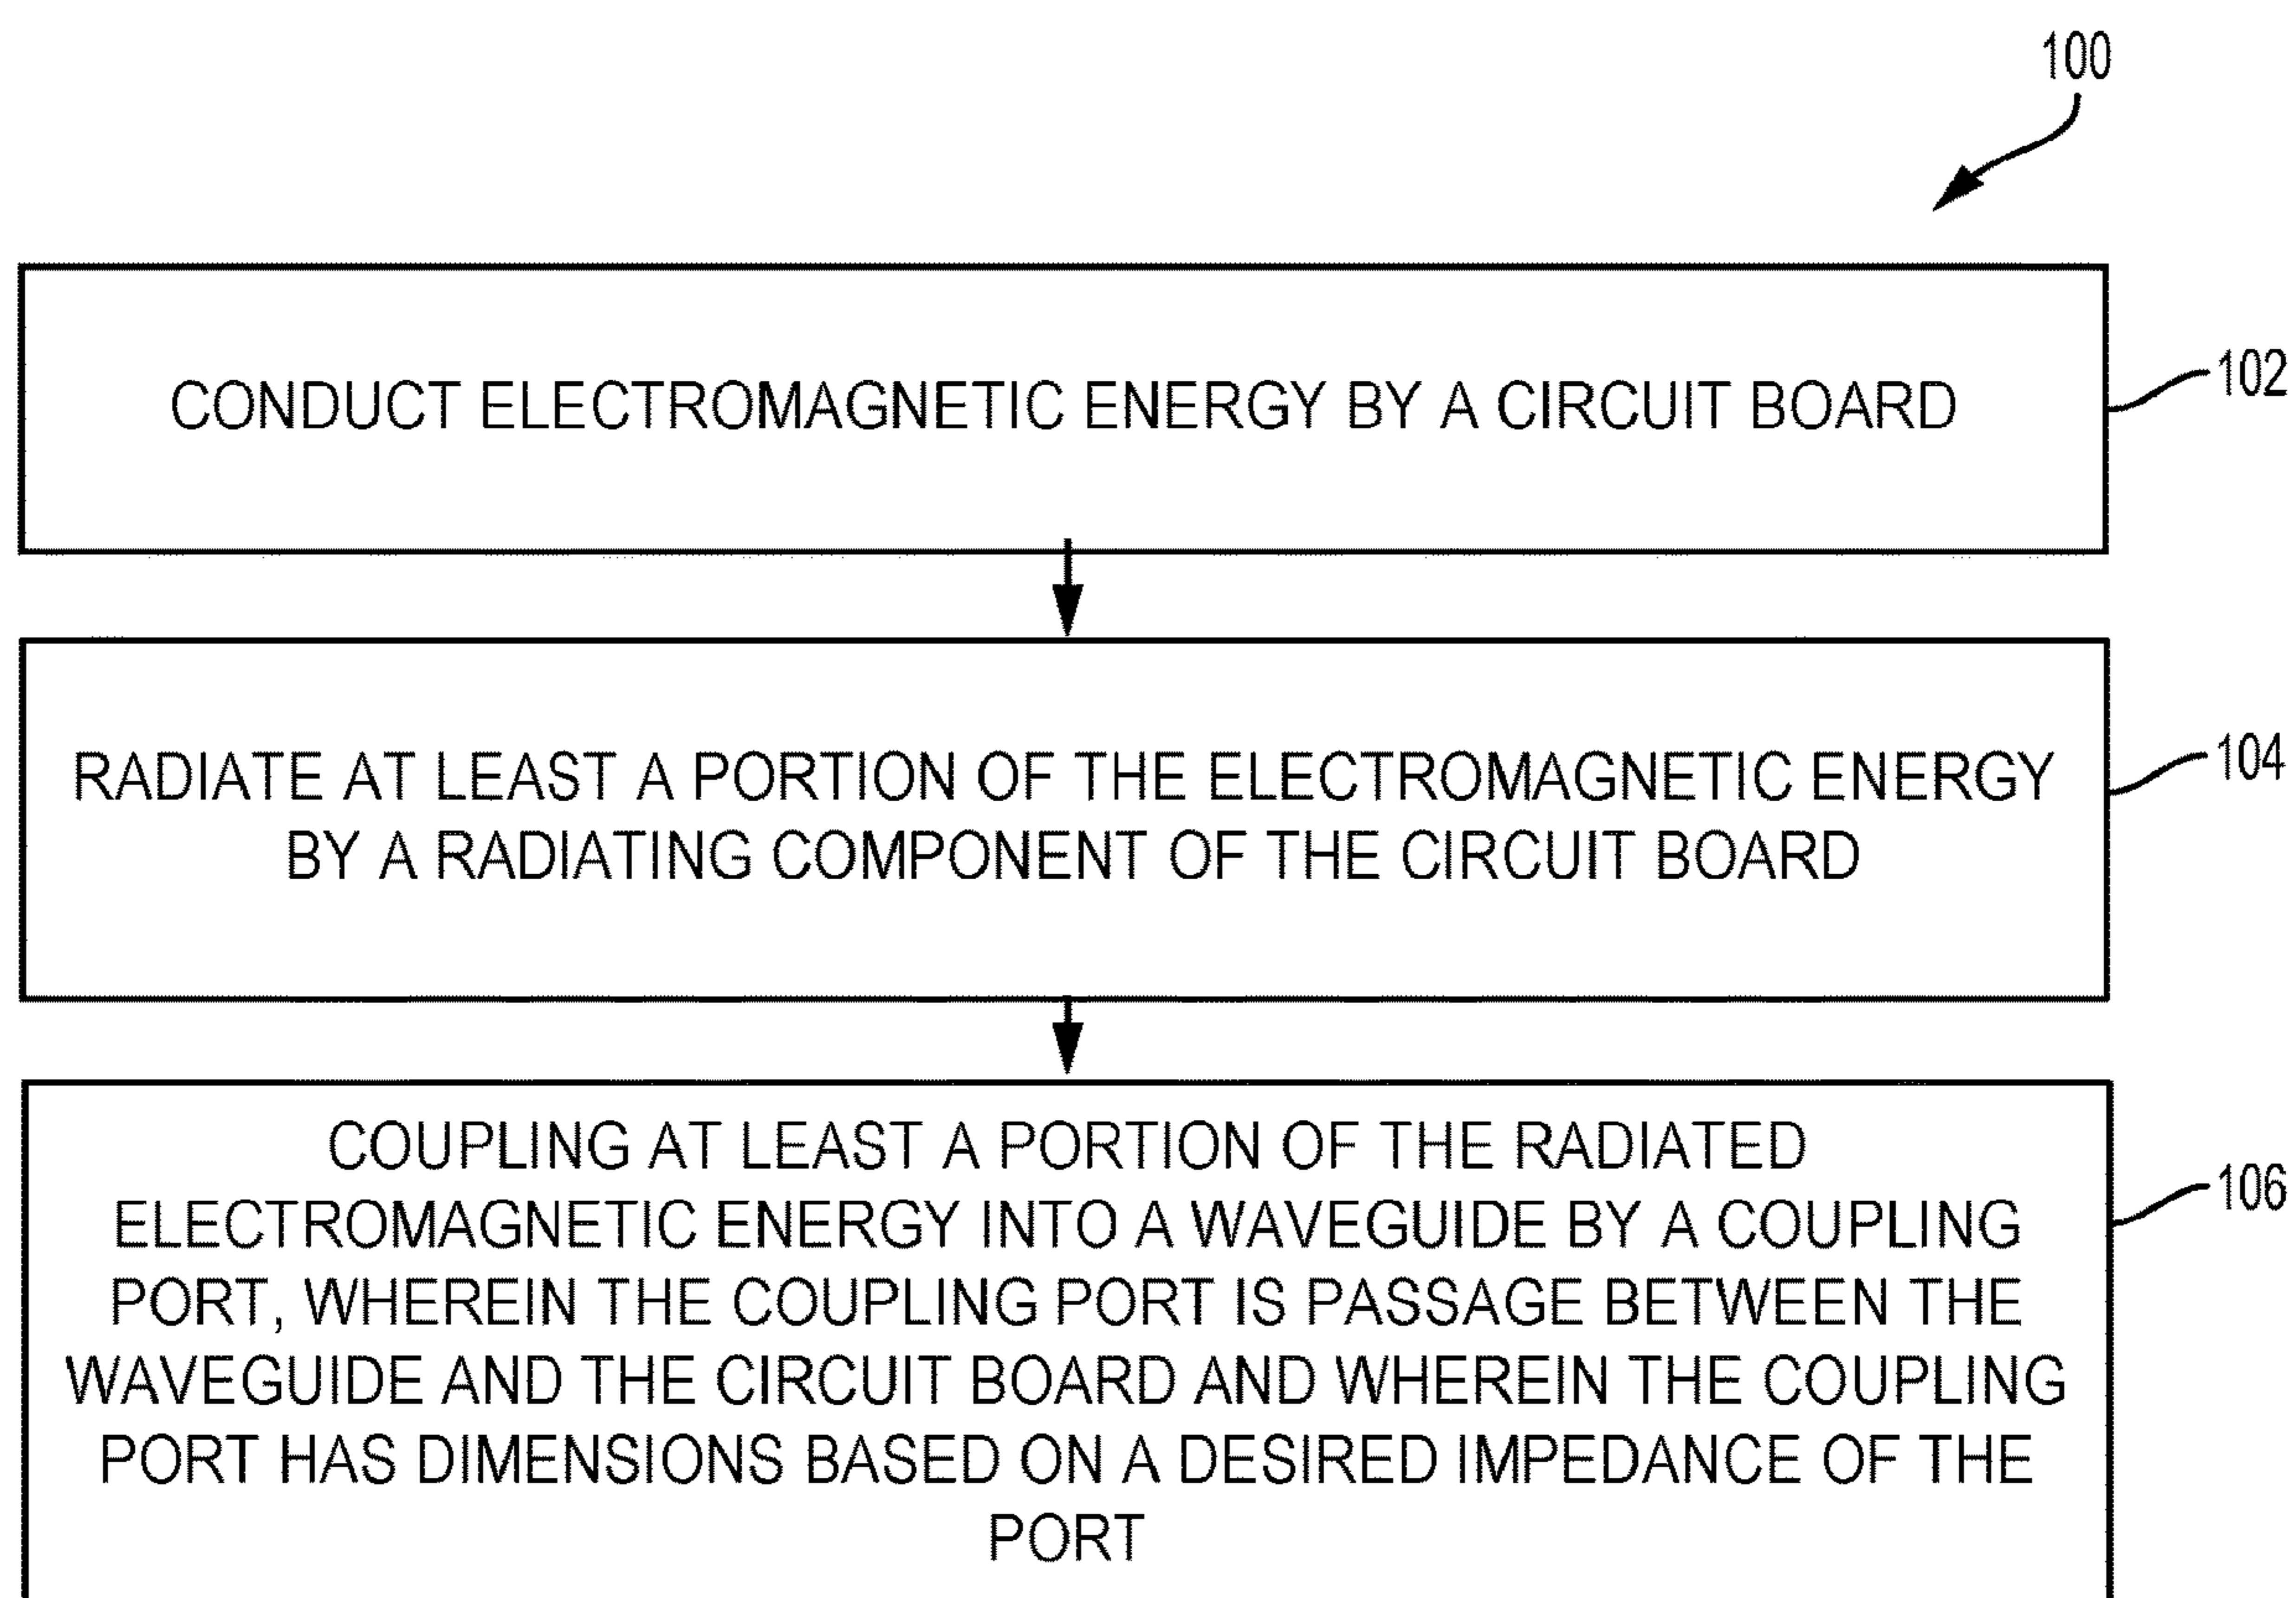 100
CONDUCT ELECTROMAGNETIC ENERGY BY A CIRCUIT BOARD
102
RADIATE AT LEAST A PORTION OF THE ELECTROMAGNETIC ENERGY
BY A RADIATING COMPONENT OF THE CIRCUIT BOARD
104
COUPLING AT LEAST A PORTION OF THE RADIATED
ELECTROMAGNETIC ENERGY INTO A WAVEGUIDE BY A COUPLING
PORT, WHEREIN THE COUPLING PORT IS PASSAGE BETWEEN THE
WAVEGUIDE AND THE CIRCUIT BOARD AND WHEREIN THE COUPLING
PORT HAS DIMENSIONS BASED ON A DESIRED IMPEDANCE OF THE
PORT
106